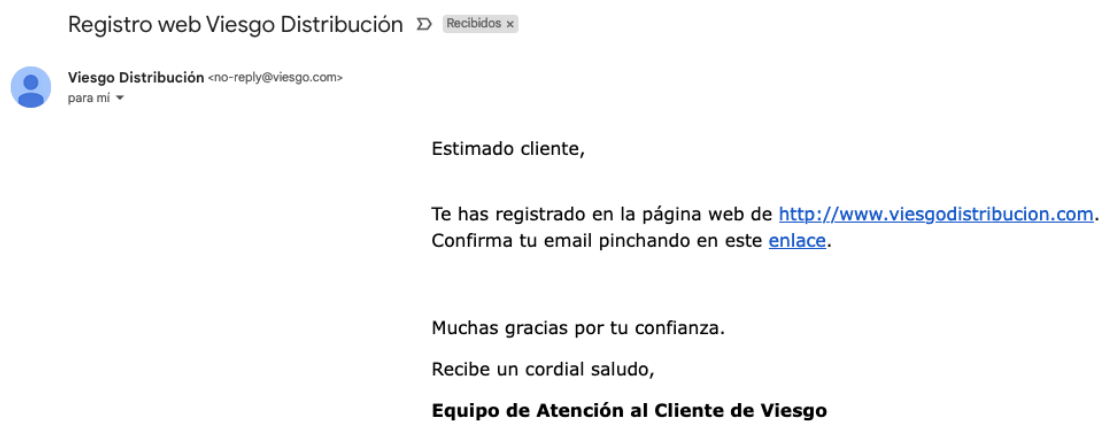 Registro web Viesgo Distribución Recibidos x
Viesgo Distribución <no-reply@viesgo.com>
para mí
Estimado cliente,
Te has registrado en la página web de http://www.viesgodistribucion.com.
Confirma tu email pinchando en este enlace.
Muchas gracias por tu confianza.
Recibe un cordial saludo,
Equipo de Atención al Cliente de Viesgo